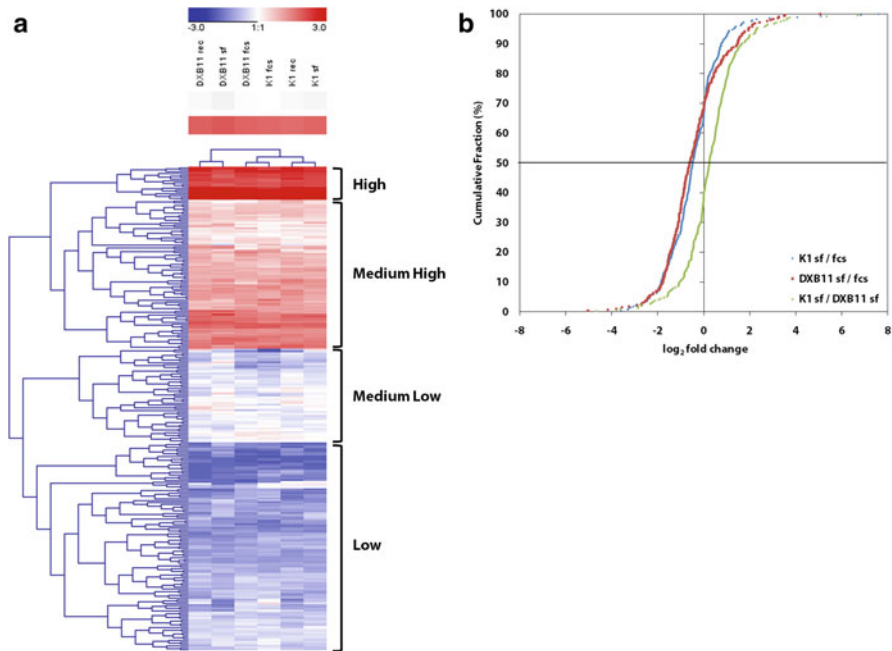 a
-3.0 1:1 3.0
DXB11 rec
DXB11 sf
DXB11 fcs
K1 fcs
K1 rec
K1 sf
High
Medium High
Medium Low
Low
b
Cumulative Fraction (%)
100
90
80
70
60
50
40
30
20
10
0
-8 -6 -4 -2 0 2 4 6 8
log2 fold change
K1 sf / fcs
DXB11 sf / fcs
K1 sf / DXB11 sf